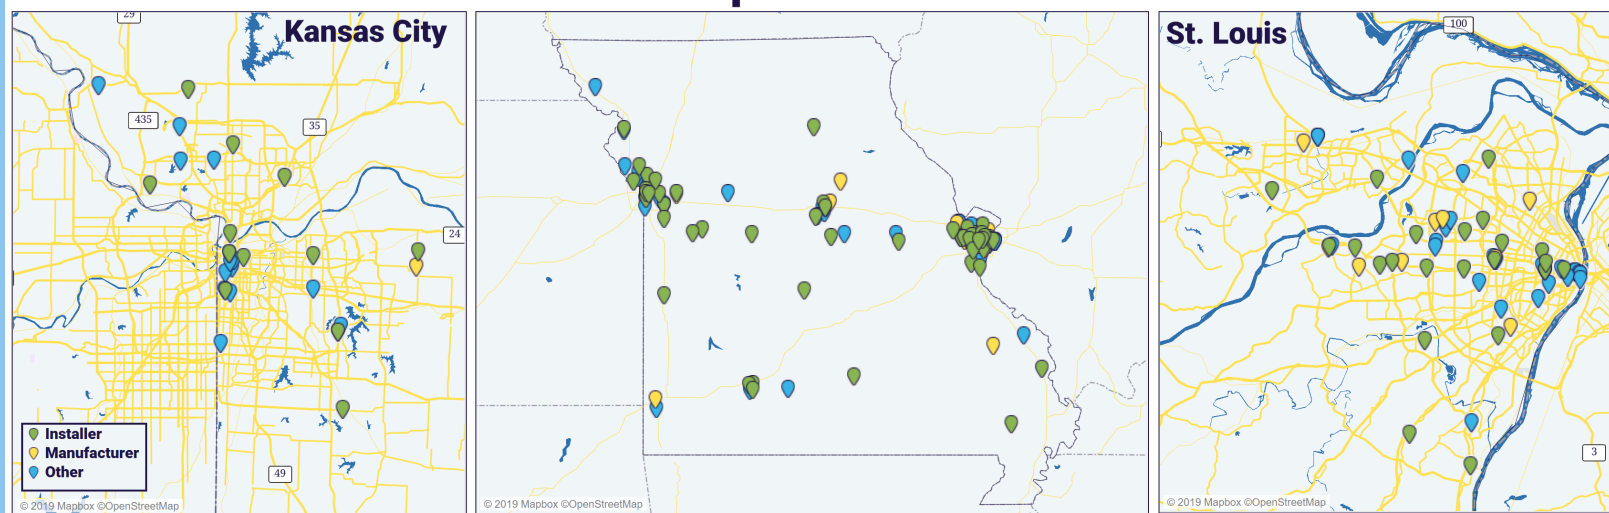 29
Kansas City
435
35
24
Installer
Manufacturer
Other
49
© 2019 Mapbox ©OpenStreetMap
© 2019 Mapbox ©OpenStreetMap
St. Louis
100
3
© 2019 Mapbox ©OpenStreetMap